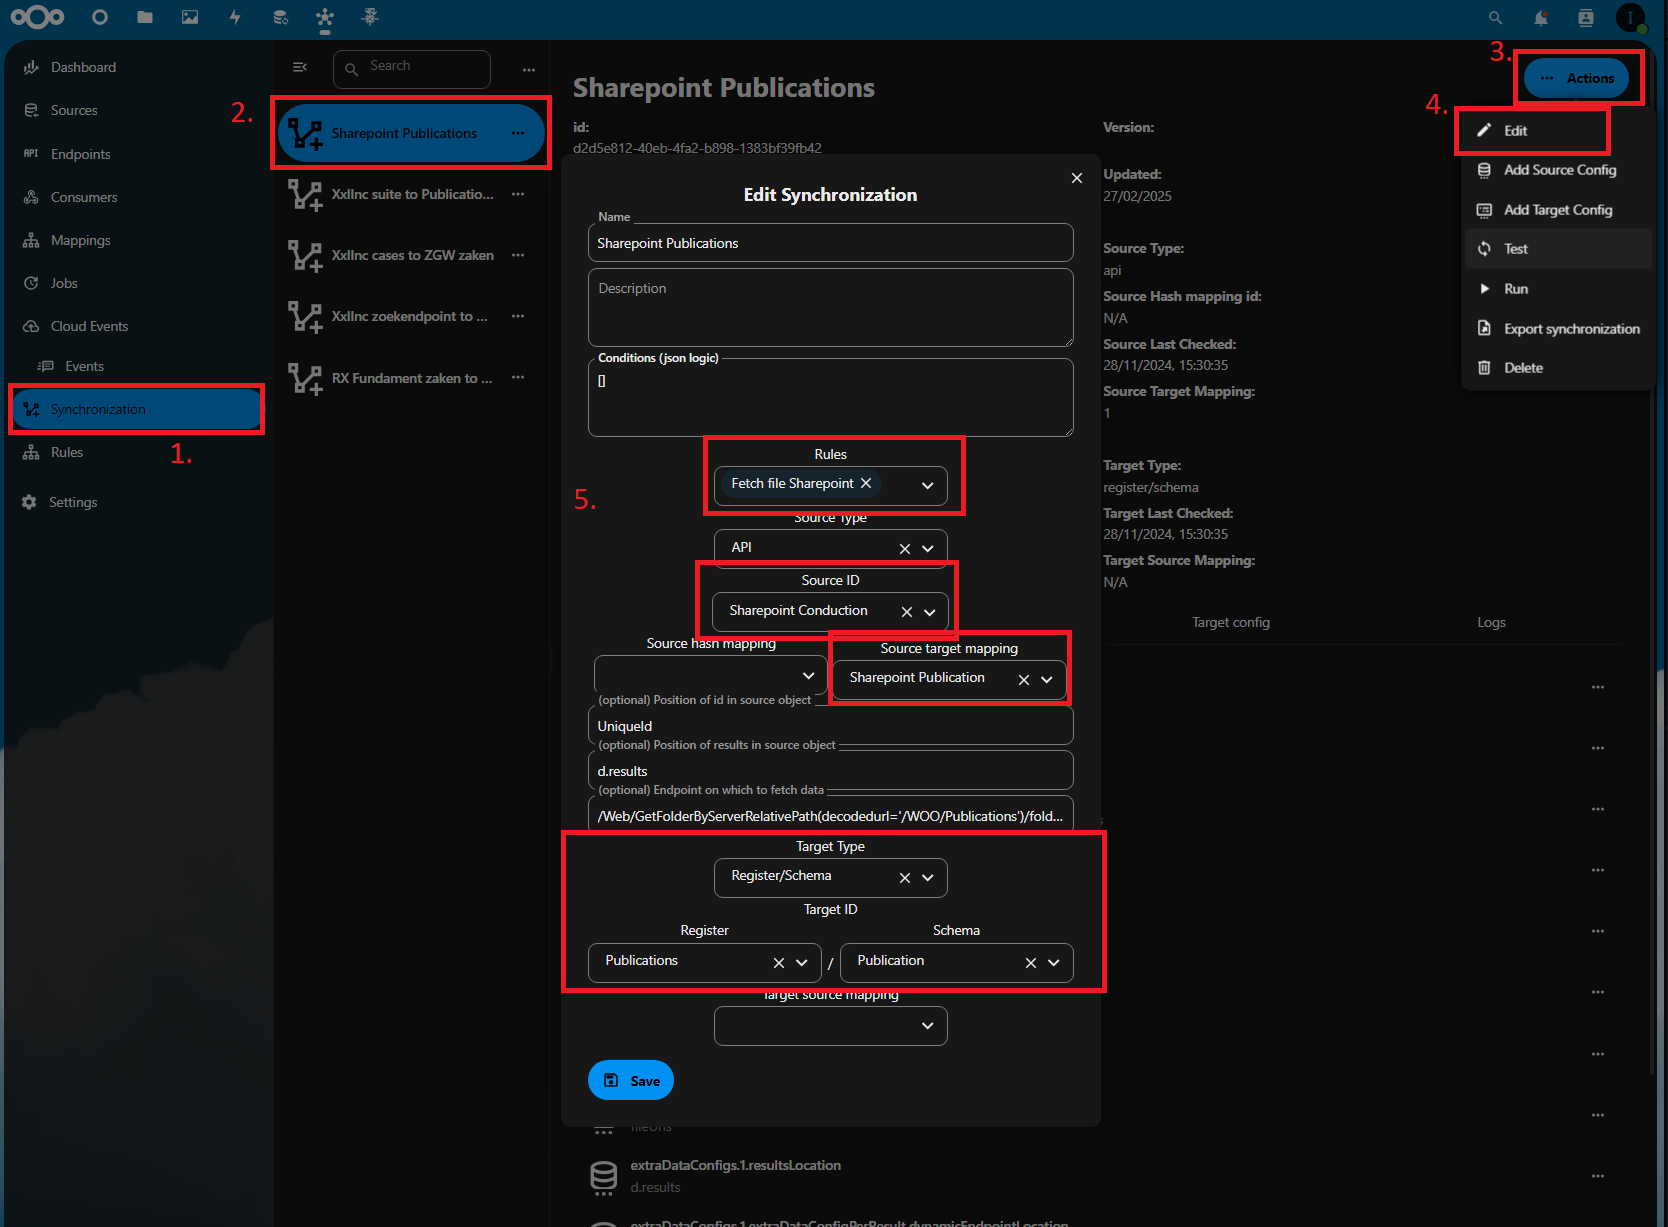 I
Dashboard
Sources
API Endpoints
Consumers
Mappings
Jobs
Cloud Events
Events
Synchronization
1.
Rules
Settings
Search
2.
Sharepoint Publications
Xxllnc suite to Publicatio...
Xxllnc cases to ZGW zaken
Xxllnc zoekendpoint to ...
RX Fundament zaken to ...
Sharepoint Publications
id:
d2d5e812-40eb-4fa2-b898-1383bf39fb42
Version:
Updated:
27/02/2025
Source Type:
api
Source Hash mapping id:
N/A
Source Last Checked:
28/11/2024, 15:30:35
Source Target Mapping:
1
Target Type:
register/schema
Target Last Checked:
28/11/2024, 15:30:35
Target Source Mapping:
N/A
Target config
Logs
3.
Actions
4.
Edit
Add Source Config
Add Target Config
Test
Run
Export synchronization
Delete
Edit Synchronization
Name
Sharepoint Publications
Description
Conditions (json logic)
[]
5.
Rules
Fetch file Sharepoint
Source Type
API
Source ID
Sharepoint Conduction
Source hash mapping
Source target mapping
Sharepoint Publication
(optional) Position of id in source object
UniqueId
(optional) Position of results in source object
d.results
(optional) Endpoint on which to fetch data
/Web/GetFolderByServerRelativePath(decodedurl='/WOO/Publications')/fold...
Target Type
Register/Schema
Target ID
Register
Schema
Publications
/
Publication
Target source mapping
Save
extraDataConfigs.1.resultsLocation
d.results
extraDataConfigs.1.extraDataConfigPerResult.dynamicEndpointLocation